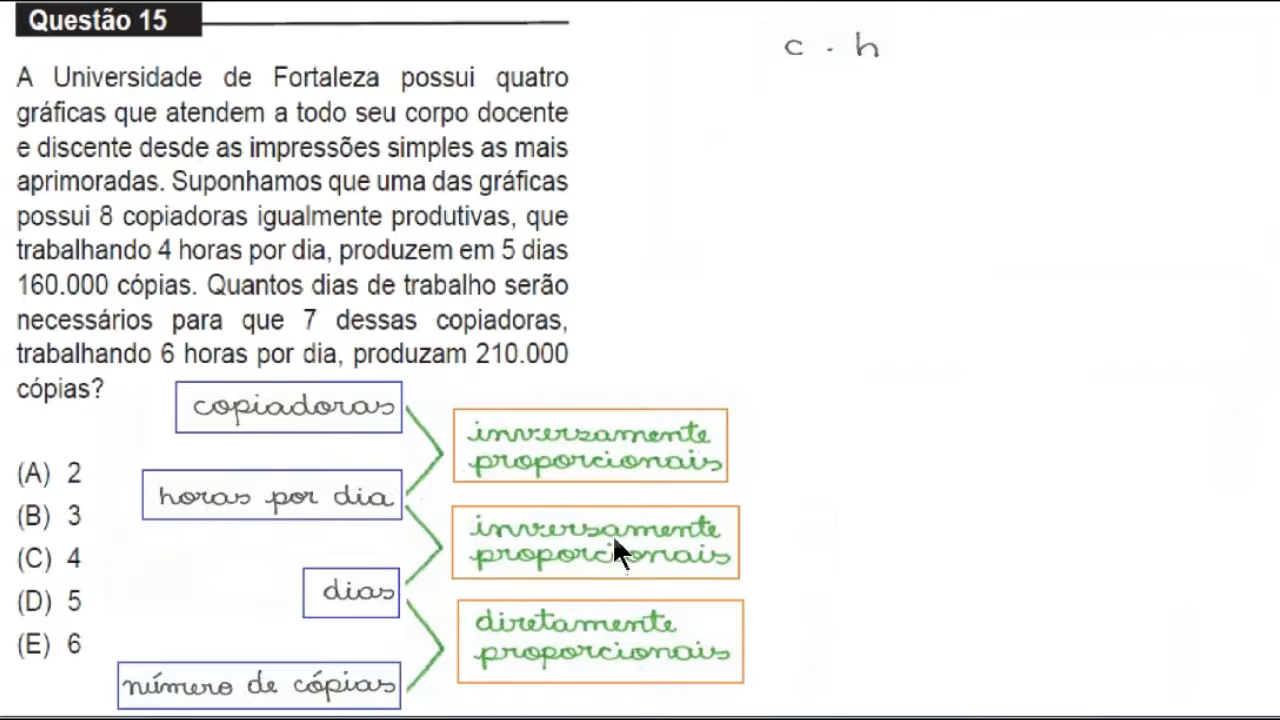 Questão 15
c . h
A Universidade de Fortaleza possui quatro
gráficas que atendem a todo seu corpo docente
e discente desde as impressões simples as mais
aprimoradas. Suponhamos que uma das gráficas
possui 8 copiadoras igualmente produtivas, que
trabalhando 4 horas por dia, produzem em 5 dias
160.000 cópias. Quantos dias de trabalho serão
necessários para que 7 dessas copiadoras,
trabalhando 6 horas por dia, produzam 210.000
cópias?
copiadoras
inversamente
proporcionais
(A) 2
horas por dia
(B) 3
inversamente
proporcionais
(C) 4
dias
(D) 5
diretamente
proporcionais
(E) 6
número de cópias